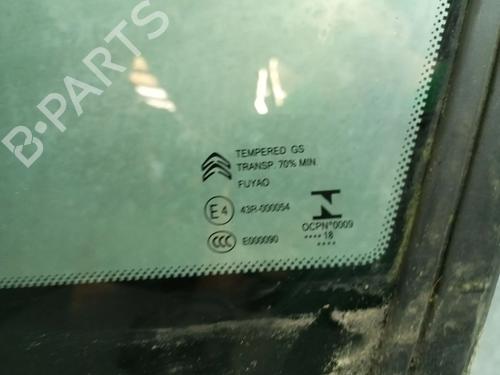 B-PARTS
TEMPERED GS
TRANSP. 70% MIN.
FUYAO
E4 43R-000054
CCC E000090
OCPN°0009
•••• 18
••••